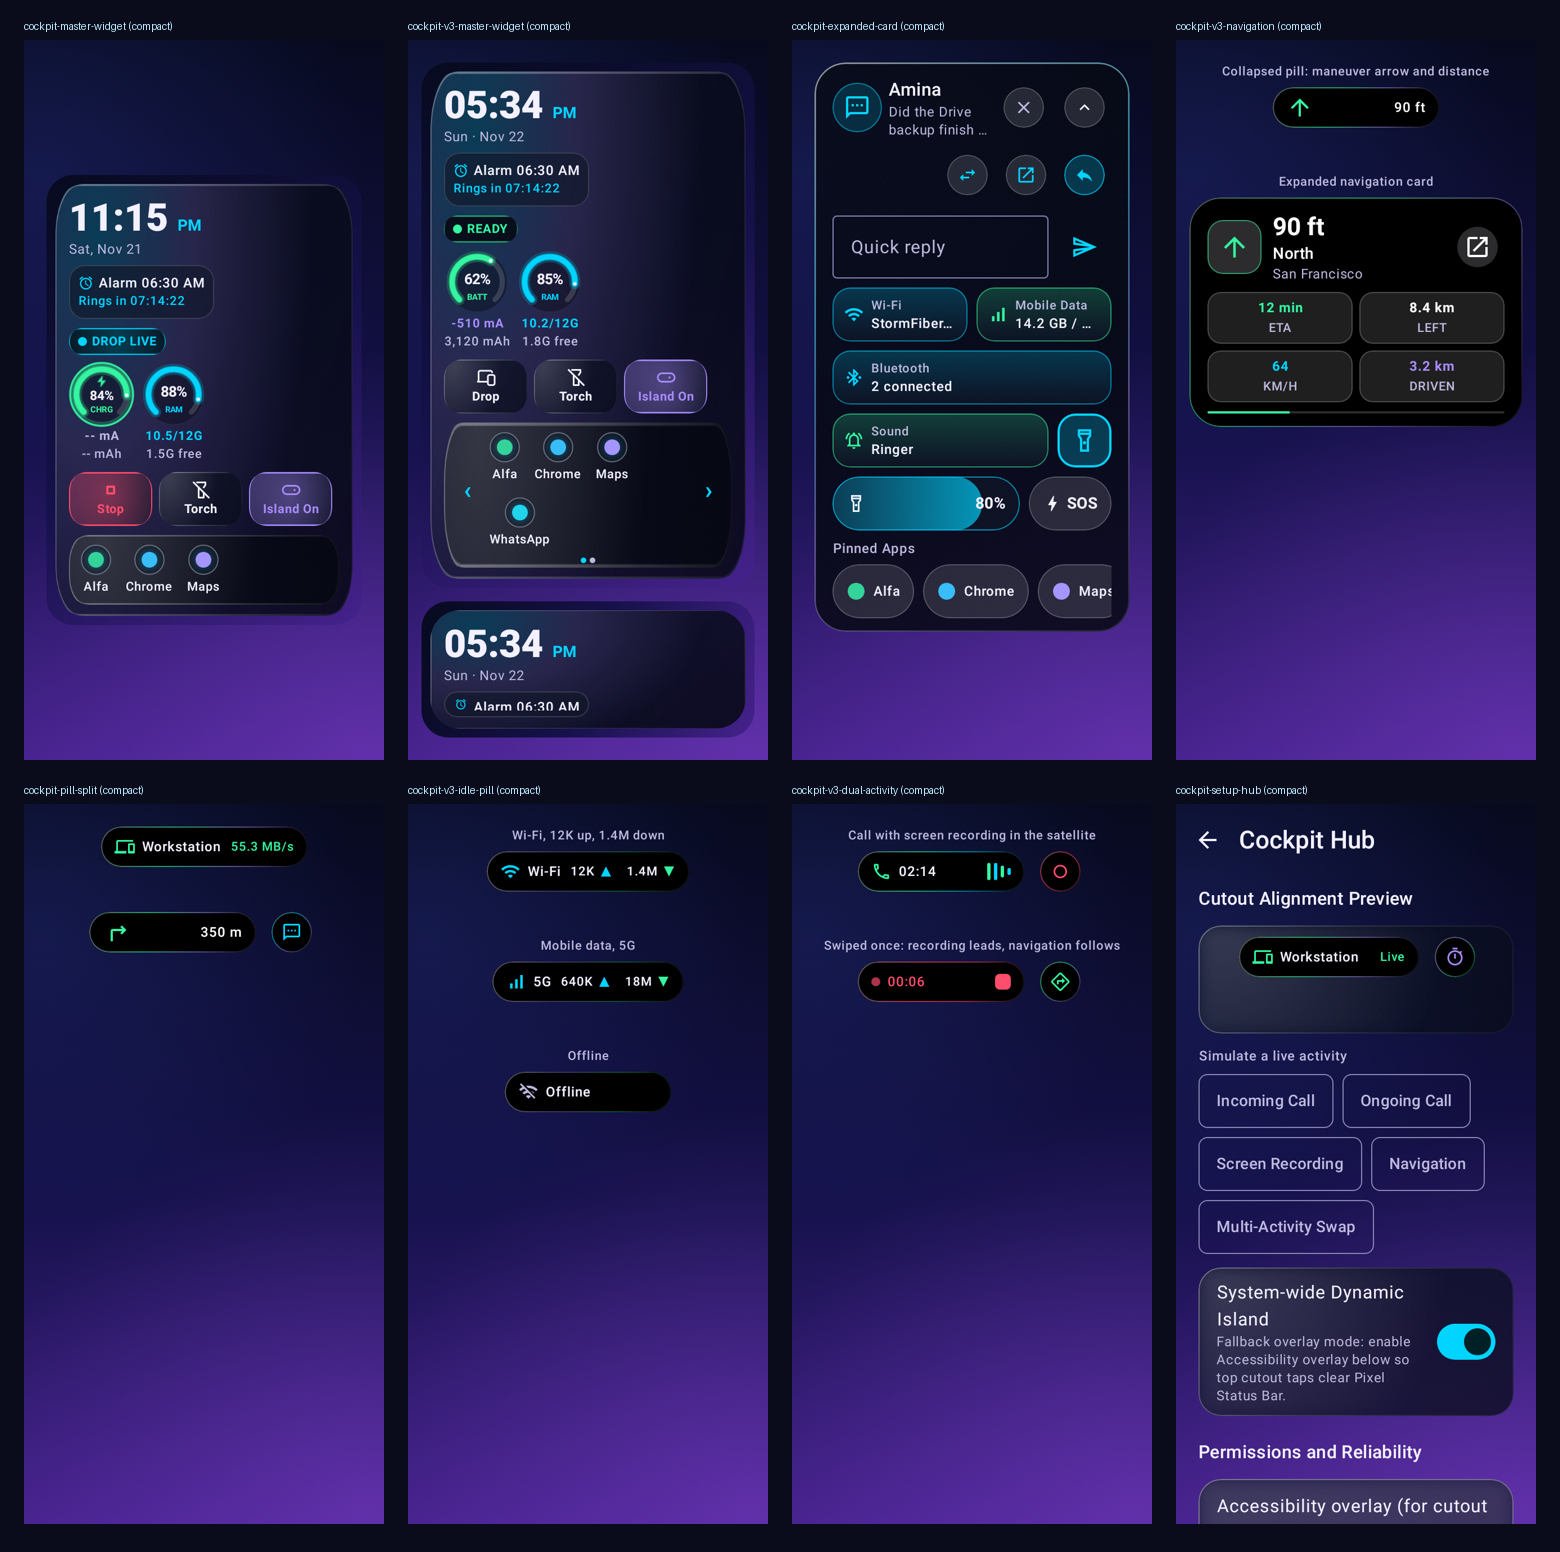 cockpit-master-widget (compact)
11:15 PM
Sat, Nov 21
Alarm 06:30 AM
Rings in 07:14:22
DROP LIVE
84%
CHRG
88%
RAM
-- mA
10.5/12G
-- mAh
1.5G free
Stop
Torch
Island On
Alfa
Chrome
Maps
cockpit-v3-master-widget (compact)
05:34 PM
Sun · Nov 22
Alarm 06:30 AM
Rings in 07:14:22
READY
62%
BATT
85%
RAM
-510 mA
10.2/12G
3,120 mAh
1.8G free
Drop
Torch
Island On
Alfa
Chrome
Maps
‹
›
WhatsApp
05:34 PM
Sun · Nov 22
Alarm 06:30 AM
cockpit-expanded-card (compact)
Amina
Did the Drive
backup finish …
Quick reply
Wi-Fi
StormFiber…
Mobile Data
14.2 GB / …
Bluetooth
2 connected
Sound
Ringer
80%
SOS
Pinned Apps
Alfa
Chrome
Maps
cockpit-v3-navigation (compact)
Collapsed pill: maneuver arrow and distance
90 ft
Expanded navigation card
90 ft
North
San Francisco
12 min
ETA
8.4 km
LEFT
64
KM/H
3.2 km
DRIVEN
cockpit-pill-split (compact)
Workstation 55.3 MB/s
350 m
cockpit-v3-idle-pill (compact)
Wi-Fi, 12K up, 1.4M down
Wi-Fi 12K ▲ 1.4M ▼
Mobile data, 5G
5G 640K ▲ 18M ▼
Offline
Offline
cockpit-v3-dual-activity (compact)
Call with screen recording in the satellite
02:14
Swiped once: recording leads, navigation follows
00:06
cockpit-setup-hub (compact)
Cockpit Hub
Cutout Alignment Preview
Workstation Live
Simulate a live activity
Incoming Call
Ongoing Call
Screen Recording
Navigation
Multi-Activity Swap
System-wide Dynamic
Island
Fallback overlay mode: enable
Accessibility overlay below so
top cutout taps clear Pixel
Status Bar.
Permissions and Reliability
Accessibility overlay (for cutout